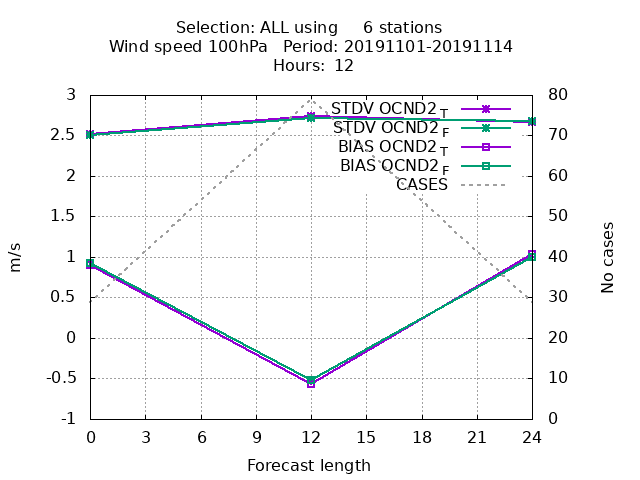 Selection: ALL using 6 stations
Wind speed 100hPa Period: 20191101-20191114
Hours: 12
3
2.5
2
1.5
1
0.5
0
-0.5
-1
m/s
STDV OCND2_T
STDV OCND2_F
BIAS OCND2_T
BIAS OCND2_F
CASES
80
70
60
50
40
30
20
10
0
No cases
0 3 6 9 12 15 18 21 24
Forecast length